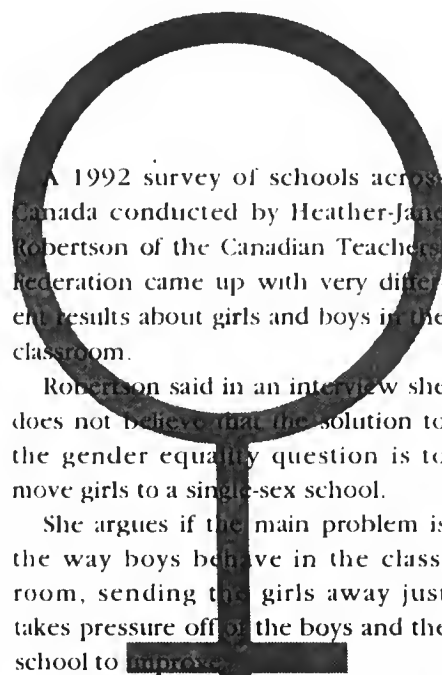 A 1992 survey of schools across
Canada conducted by Heather-Jane
Robertson of the Canadian Teachers'
Federation came up with very differ-
ent results about girls and boys in the
classroom.
Robertson said in an interview she
does not believe that the solution to
the gender equality question is to
move girls to a single-sex school.
She argues if the main problem is
the way boys behave in the class-
room, sending the girls away just
takes pressure off of the boys and the
school to improve.